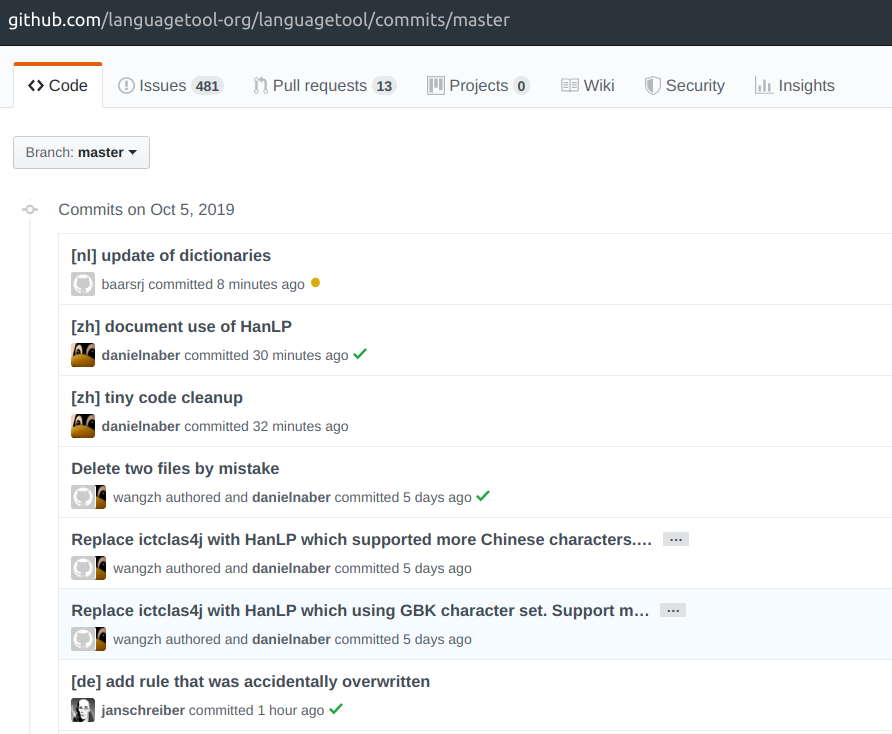 github.com/languagetool-org/languagetool/commits/master
Code Issues 481 Pull requests 13 Projects 0 Wiki Security Insights
Branch: master
Commits on Oct 5, 2019
[nl] update of dictionaries
baarsrj committed 8 minutes ago
[zh] document use of HanLP
danielnaber committed 30 minutes ago
[zh] tiny code cleanup
danielnaber committed 32 minutes ago
Delete two files by mistake
wangzh authored and danielnaber committed 5 days ago
Replace ictclas4j with HanLP which supported more Chinese characters.… …
wangzh authored and danielnaber committed 5 days ago
Replace ictclas4j with HanLP which using GBK character set. Support m… …
wangzh authored and danielnaber committed 5 days ago
[de] add rule that was accidentally overwritten
janschreiber committed 1 hour ago